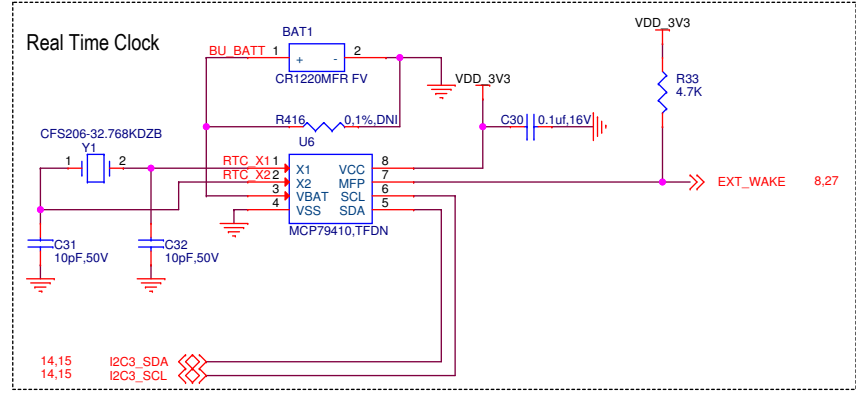 Real Time Clock
BAT1
BU_BATT 1 + - 2
CR1220MFR FV
VDD_3V3
VDD_3V3
R33
4.7K
R416 0,1%,DNI
C30 0.1uf,16V
U6
CFS206-32.768KDZB
Y1
1 2
RTC_X1 1 X1 VCC 8
RTC_X2 2 X2 MFP 7 EXT_WAKE 8,27
3 VBAT SCL 6
4 VSS SDA 5
MCP79410,TFDN
C31
10pF,50V
C32
10pF,50V
14,15 I2C3_SDA
14,15 I2C3_SCL